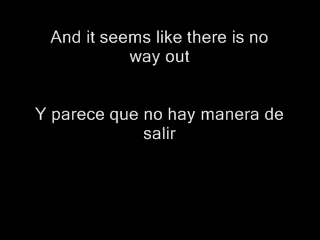 And it seems like there is no
way out
Y parece que no hay manera de
salir